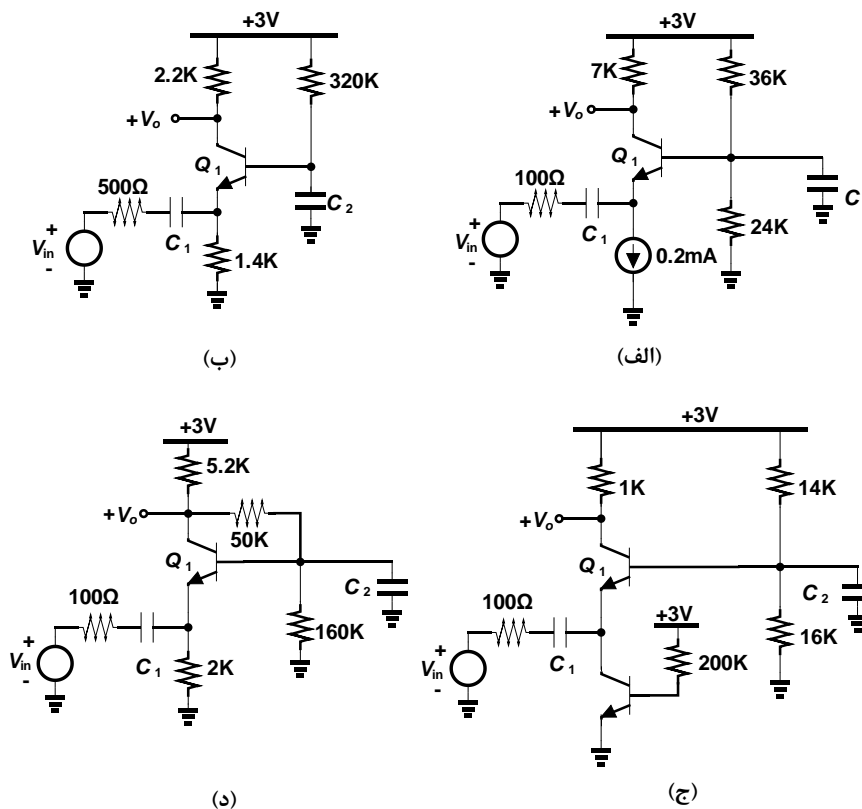 +3V
2.2K
320K
+Vo
Q1
500Ω
C2
+
Vin
-
C1
1.4K
(ب)
+3V
7K
36K
+Vo
Q1
100Ω
C
+
Vin
-
C1
24K
0.2mA
(الف)
+3V
5.2K
+Vo
50K
Q1
100Ω
C2
+
Vin
-
C1
2K
160K
(د)
+3V
1K
14K
+Vo
Q1
C2
100Ω
+3V
+
Vin
-
C1
200K
16K
(ج)